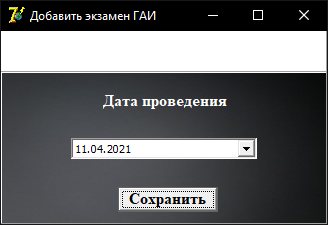 Добавить экзамен ГАИ
Дата проведения
11.04.2021
Сохранить